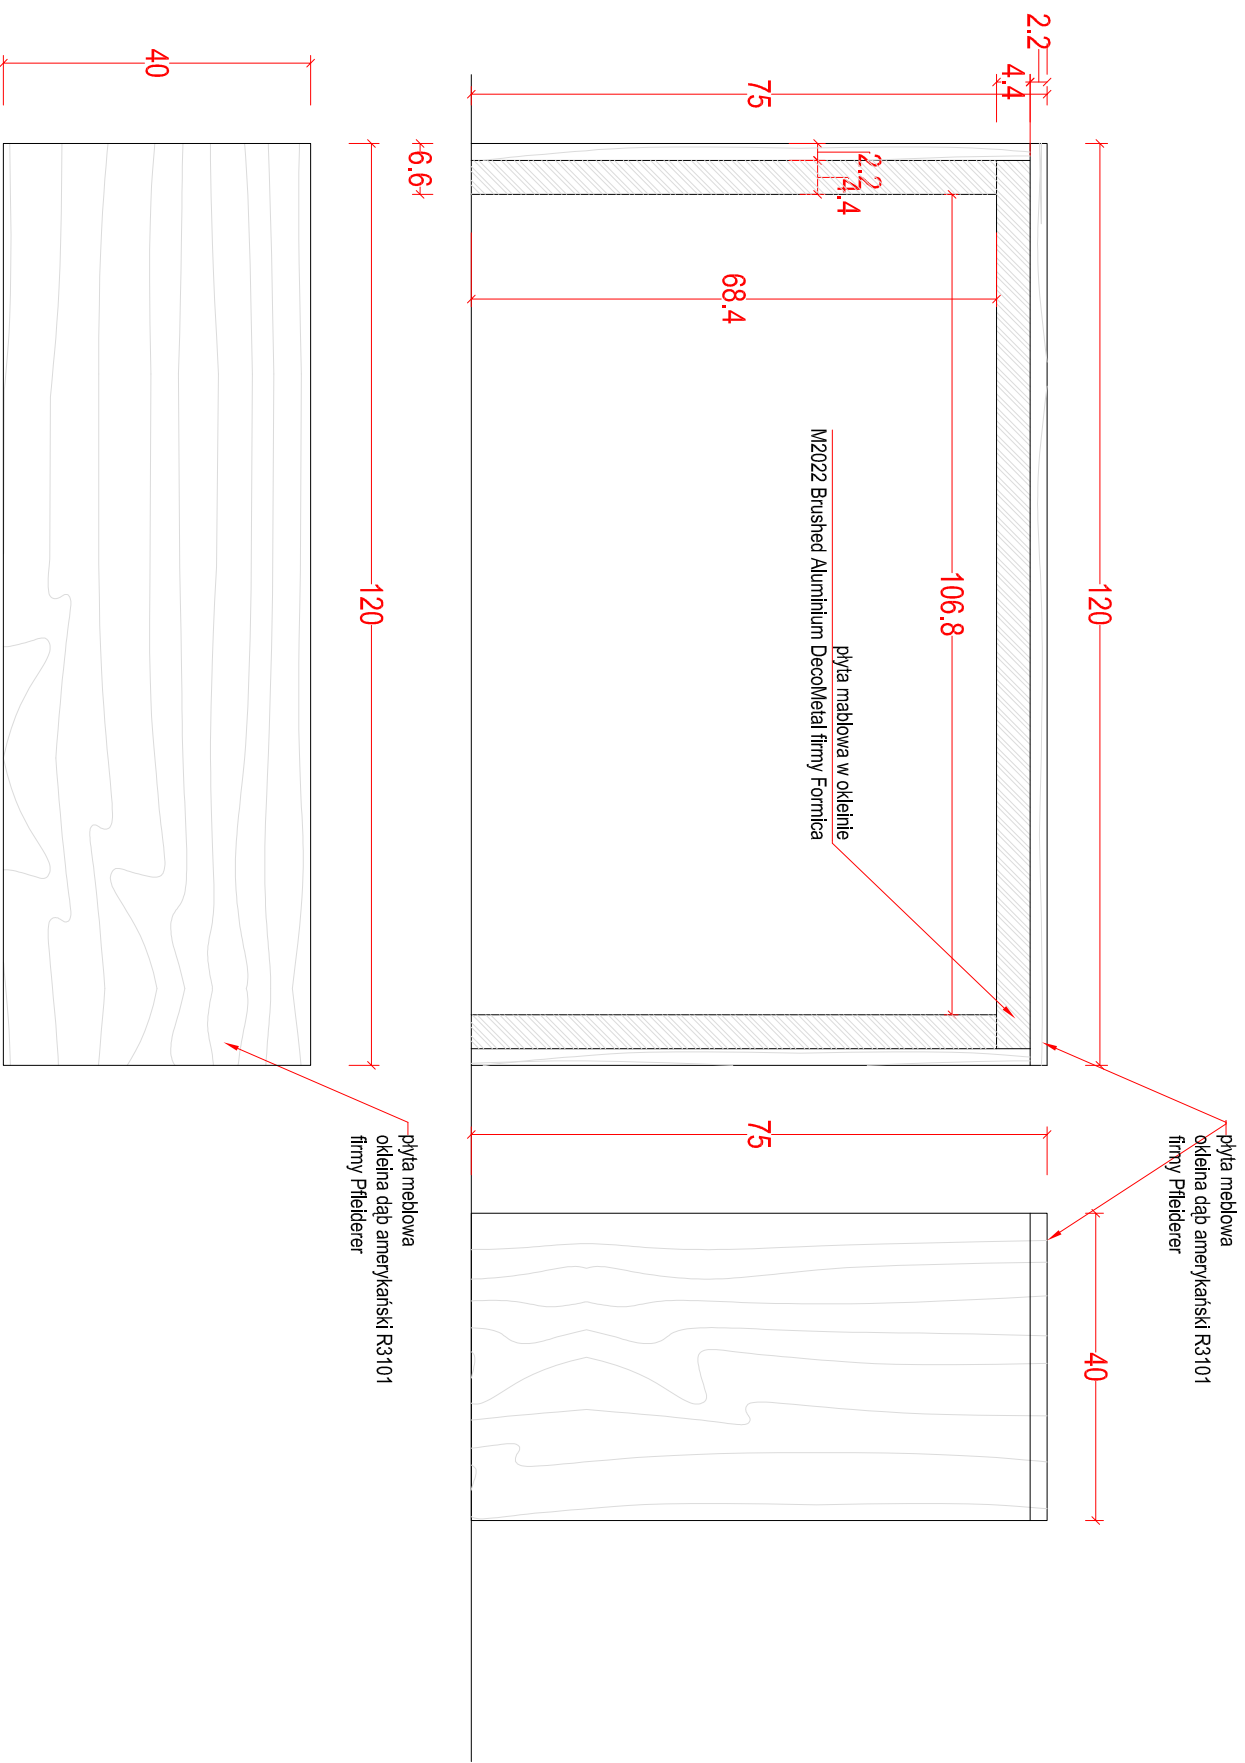 120
2.2
4.4
75
2.2
4.4
106.8
68.4
6.6
płyta mablowa w okleinie
M2022 Brushed Aluminium DecoMetal firmy Formica
płyta meblowa
okleina dąb amerykański R3101
firmy Pfleiderer
40
75
120
40
płyta meblowa
okleina dąb amerykański R3101
firmy Pfleiderer